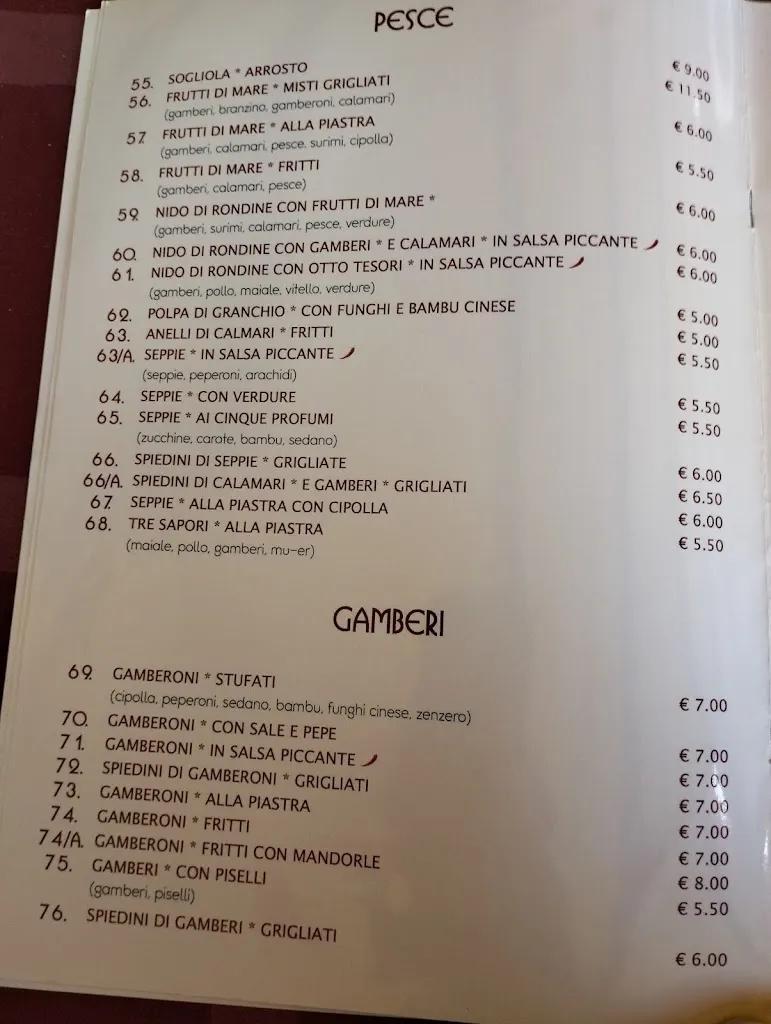 PESCE
55. SOGLIOLA * ARROSTO € 9.00
56. FRUTTI DI MARE * MISTI GRIGLIATI € 11.50
(gamberi, branzino, gamberoni, calamari)
57. FRUTTI DI MARE * ALLA PIASTRA € 6.00
(gamberi, calamari, pesce, surimi, cipolla)
58. FRUTTI DI MARE * FRITTI € 5.50
(gamberi, calamari, pesce)
59. NIDO DI RONDINE CON FRUTTI DI MARE * € 6.00
(gamberi, surimi, calamari, pesce, verdure)
60. NIDO DI RONDINE CON GAMBERI * E CALAMARI * IN SALSA PICCANTE € 6.00
61. NIDO DI RONDINE CON OTTO TESORI * IN SALSA PICCANTE € 6.00
(gamberi, pollo, maiale, vitello, verdure)
62. POLPA DI GRANCHIO * CON FUNGHI E BAMBU CINESE € 5.00
63. ANELLI DI CALMARI * FRITTI € 5.00
63/A. SEPPIE * IN SALSA PICCANTE € 5.50
(seppie, peperoni, arachidi)
64. SEPPIE * CON VERDURE € 5.50
65. SEPPIE * AI CINQUE PROFUMI € 5.50
(zucchine, carote, bambu, sedano)
66. SPIEDINI DI SEPPIE * GRIGLIATE € 6.00
66/A. SPIEDINI DI CALAMARI * E GAMBERI * GRIGLIATI € 6.50
67. SEPPIE * ALLA PIASTRA CON CIPOLLA € 6.00
68. TRE SAPORI * ALLA PIASTRA € 5.50
(maiale, pollo, gamberi, mu-er)
GAMBERI
69. GAMBERONI * STUFATI € 7.00
(cipolla, peperoni, sedano, bambu, funghi cinese, zenzero)
70. GAMBERONI * CON SALE E PEPE € 7.00
71. GAMBERONI * IN SALSA PICCANTE € 7.00
72. SPIEDINI DI GAMBERONI * GRIGLIATI € 7.00
73. GAMBERONI * ALLA PIASTRA € 7.00
74. GAMBERONI * FRITTI € 7.00
74/A. GAMBERONI * FRITTI CON MANDORLE € 8.00
75. GAMBERI * CON PISELLI € 5.50
(gamberi, piselli)
76. SPIEDINI DI GAMBERI * GRIGLIATI € 6.00